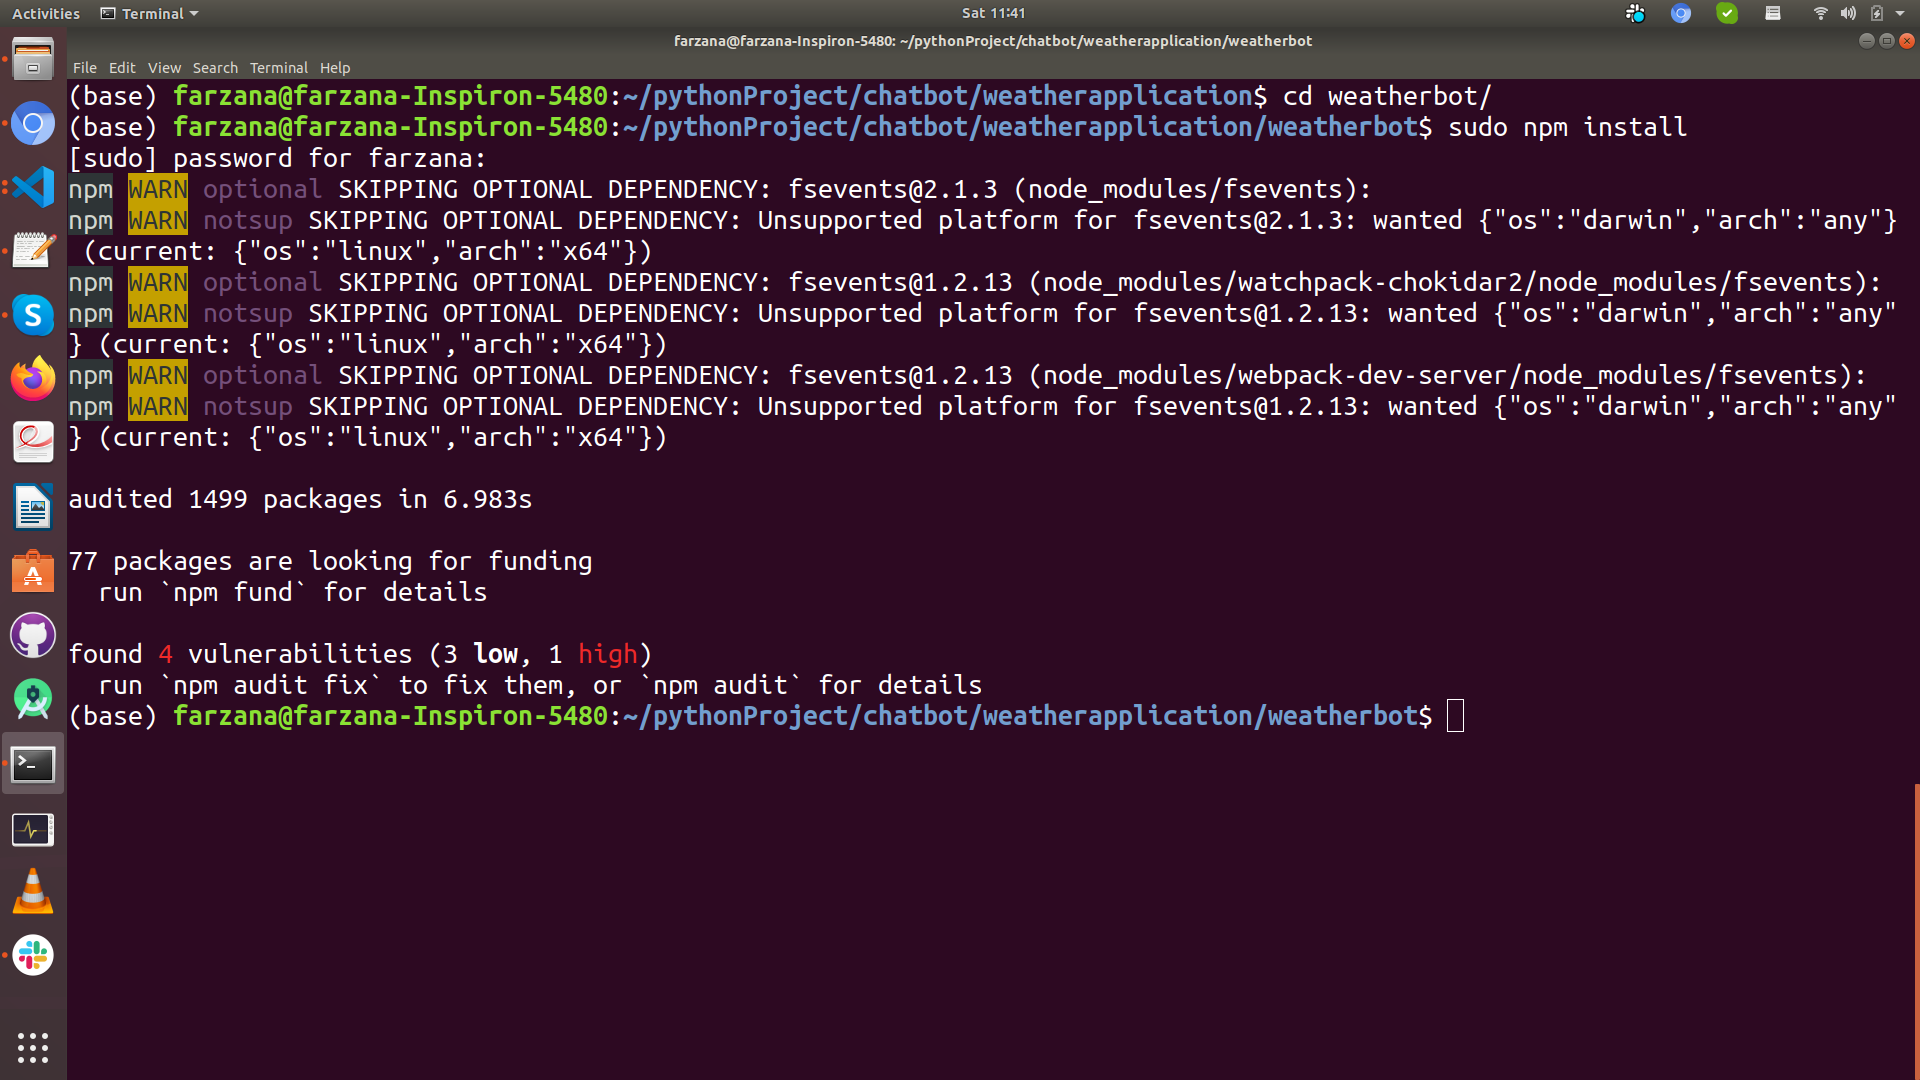 Activities Terminal Sat 11:41
farzana@farzana-Inspiron-5480: ~/pythonProject/chatbot/weatherapplication/weatherbot
File Edit View Search Terminal Help
(base) farzana@farzana-Inspiron-5480:~/pythonProject/chatbot/weatherapplication$ cd weatherbot/
(base) farzana@farzana-Inspiron-5480:~/pythonProject/chatbot/weatherapplication/weatherbot$ sudo npm install
[sudo] password for farzana:
npm WARN optional SKIPPING OPTIONAL DEPENDENCY: fsevents@2.1.3 (node_modules/fsevents):
npm WARN notsup SKIPPING OPTIONAL DEPENDENCY: Unsupported platform for fsevents@2.1.3: wanted {"os":"darwin","arch":"any"}
 (current: {"os":"linux","arch":"x64"})
npm WARN optional SKIPPING OPTIONAL DEPENDENCY: fsevents@1.2.13 (node_modules/watchpack-chokidar2/node_modules/fsevents):
npm WARN notsup SKIPPING OPTIONAL DEPENDENCY: Unsupported platform for fsevents@1.2.13: wanted {"os":"darwin","arch":"any"
} (current: {"os":"linux","arch":"x64"})
npm WARN optional SKIPPING OPTIONAL DEPENDENCY: fsevents@1.2.13 (node_modules/webpack-dev-server/node_modules/fsevents):
npm WARN notsup SKIPPING OPTIONAL DEPENDENCY: Unsupported platform for fsevents@1.2.13: wanted {"os":"darwin","arch":"any"
} (current: {"os":"linux","arch":"x64"})
audited 1499 packages in 6.983s
77 packages are looking for funding
  run `npm fund` for details
found 4 vulnerabilities (3 low, 1 high)
  run `npm audit fix` to fix them, or `npm audit` for details
(base) farzana@farzana-Inspiron-5480:~/pythonProject/chatbot/weatherapplication/weatherbot$